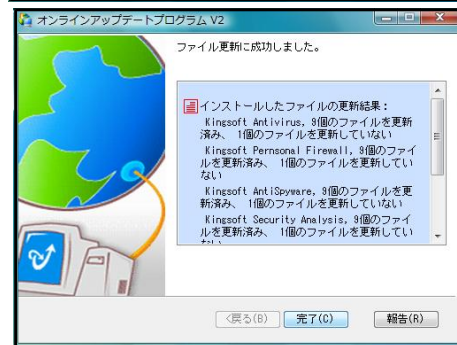 オンラインアップデートプログラム V2
ファイル更新に成功しました。
インストールしたファイルの更新結果：
Kingsoft Antivirus, 9個のファイルを更新
済み、 1個のファイルを更新していない
Kingsoft Pernsonal Firewall, 9個のファイ
ルを更新済み、 1個のファイルを更新してい
ない
Kingsoft AntiSpyware, 9個のファイルを更
新済み、 1個のファイルを更新していない
Kingsoft Security Analysis, 9個のファイ
ルを更新済み、 1個のファイルを更新してい
<戻る(B)
完了(C)
報告(R)